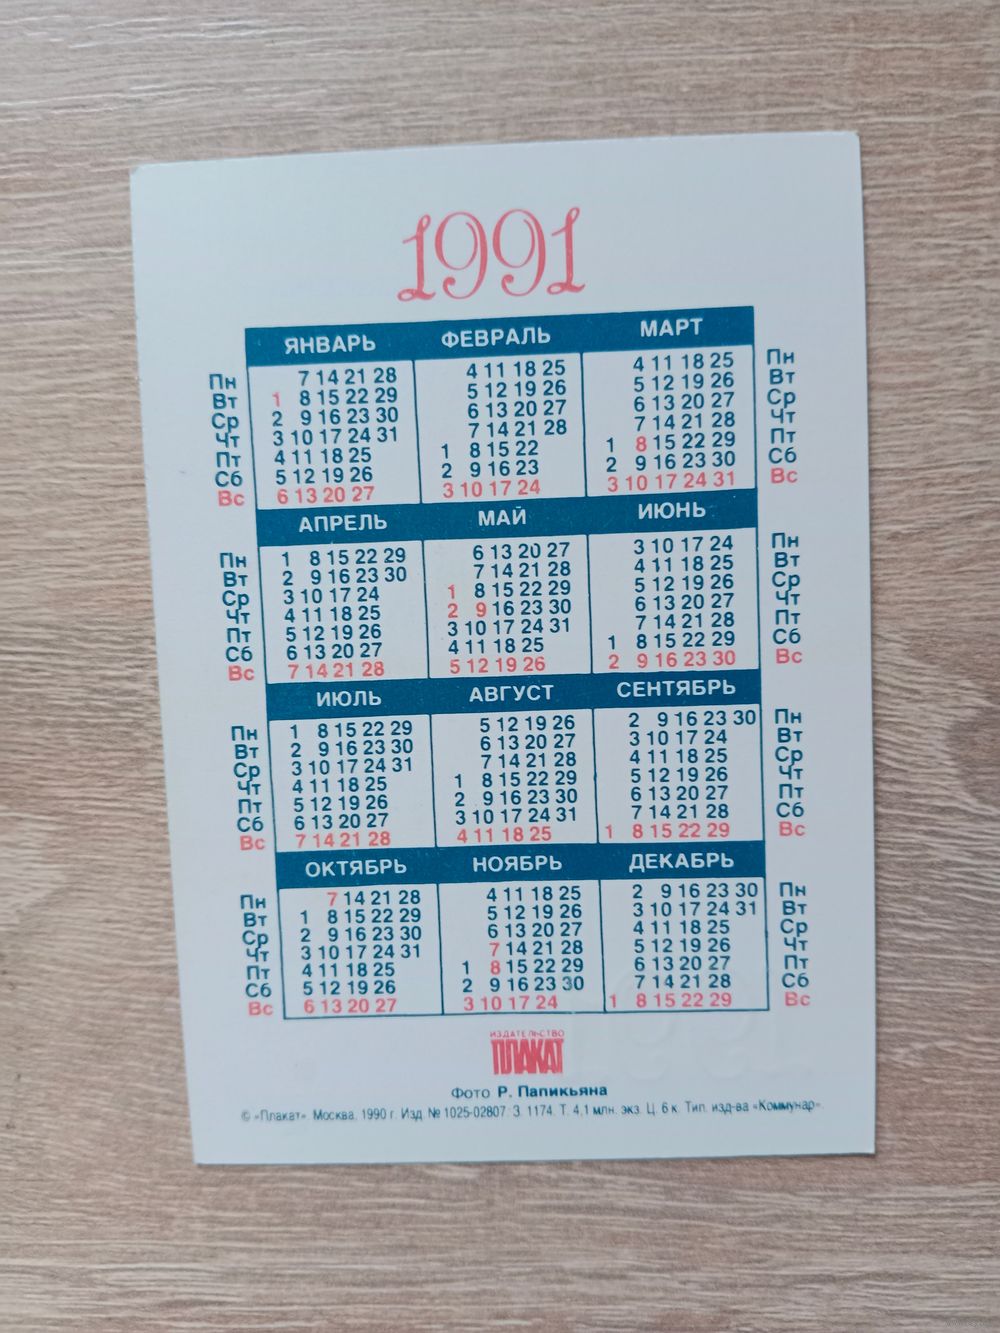 1991
ЯНВАРЬ ФЕВРАЛЬ МАРТ
Пн 7 14 21 28 4 11 18 25 4 11 18 25 Пн
Вт 1 8 15 22 29 5 12 19 26 5 12 19 26 Вт
Ср 2 9 16 23 30 6 13 20 27 6 13 20 27 Ср
Чт 3 10 17 24 31 7 14 21 28 7 14 21 28 Чт
Пт 4 11 18 25 1 8 15 22 1 8 15 22 29 Пт
Сб 5 12 19 26 2 9 16 23 2 9 16 23 30 Сб
Вс 6 13 20 27 3 10 17 24 3 10 17 24 31 Вс
АПРЕЛЬ МАЙ ИЮНЬ
Пн 1 8 15 22 29 6 13 20 27 3 10 17 24 Пн
Вт 2 9 16 23 30 7 14 21 28 4 11 18 25 Вт
Ср 3 10 17 24 1 8 15 22 29 5 12 19 26 Ср
Чт 4 11 18 25 2 9 16 23 30 6 13 20 27 Чт
Пт 5 12 19 26 3 10 17 24 31 7 14 21 28 Пт
Сб 6 13 20 27 4 11 18 25 1 8 15 22 29 Сб
Вс 7 14 21 28 5 12 19 26 2 9 16 23 30 Вс
ИЮЛЬ АВГУСТ СЕНТЯБРЬ
Пн 1 8 15 22 29 5 12 19 26 2 9 16 23 30 Пн
Вт 2 9 16 23 30 6 13 20 27 3 10 17 24 Вт
Ср 3 10 17 24 31 7 14 21 28 4 11 18 25 Ср
Чт 4 11 18 25 1 8 15 22 29 5 12 19 26 Чт
Пт 5 12 19 26 2 9 16 23 30 6 13 20 27 Пт
Сб 6 13 20 27 3 10 17 24 31 7 14 21 28 Сб
Вс 7 14 21 28 4 11 18 25 1 8 15 22 29 Вс
ОКТЯБРЬ НОЯБРЬ ДЕКАБРЬ
Пн 7 14 21 28 4 11 18 25 2 9 16 23 30 Пн
Вт 1 8 15 22 29 5 12 19 26 3 10 17 24 31 Вт
Ср 2 9 16 23 30 6 13 20 27 4 11 18 25 Ср
Чт 3 10 17 24 31 7 14 21 28 5 12 19 26 Чт
Пт 4 11 18 25 1 8 15 22 29 6 13 20 27 Пт
Сб 5 12 19 26 2 9 16 23 30 7 14 21 28 Сб
Вс 6 13 20 27 3 10 17 24 1 8 15 22 29 Вс
ИЗДАТЕЛЬСТВО
ПЛАКАТ
Фото Р. Папикьяна
© «Плакат» Москва. 1990 г. Изд. № 1025-02807. З. 1174. Т. 4,1 млн. экз. Ц. 6 к. Тип. изд-ва «Коммунар».